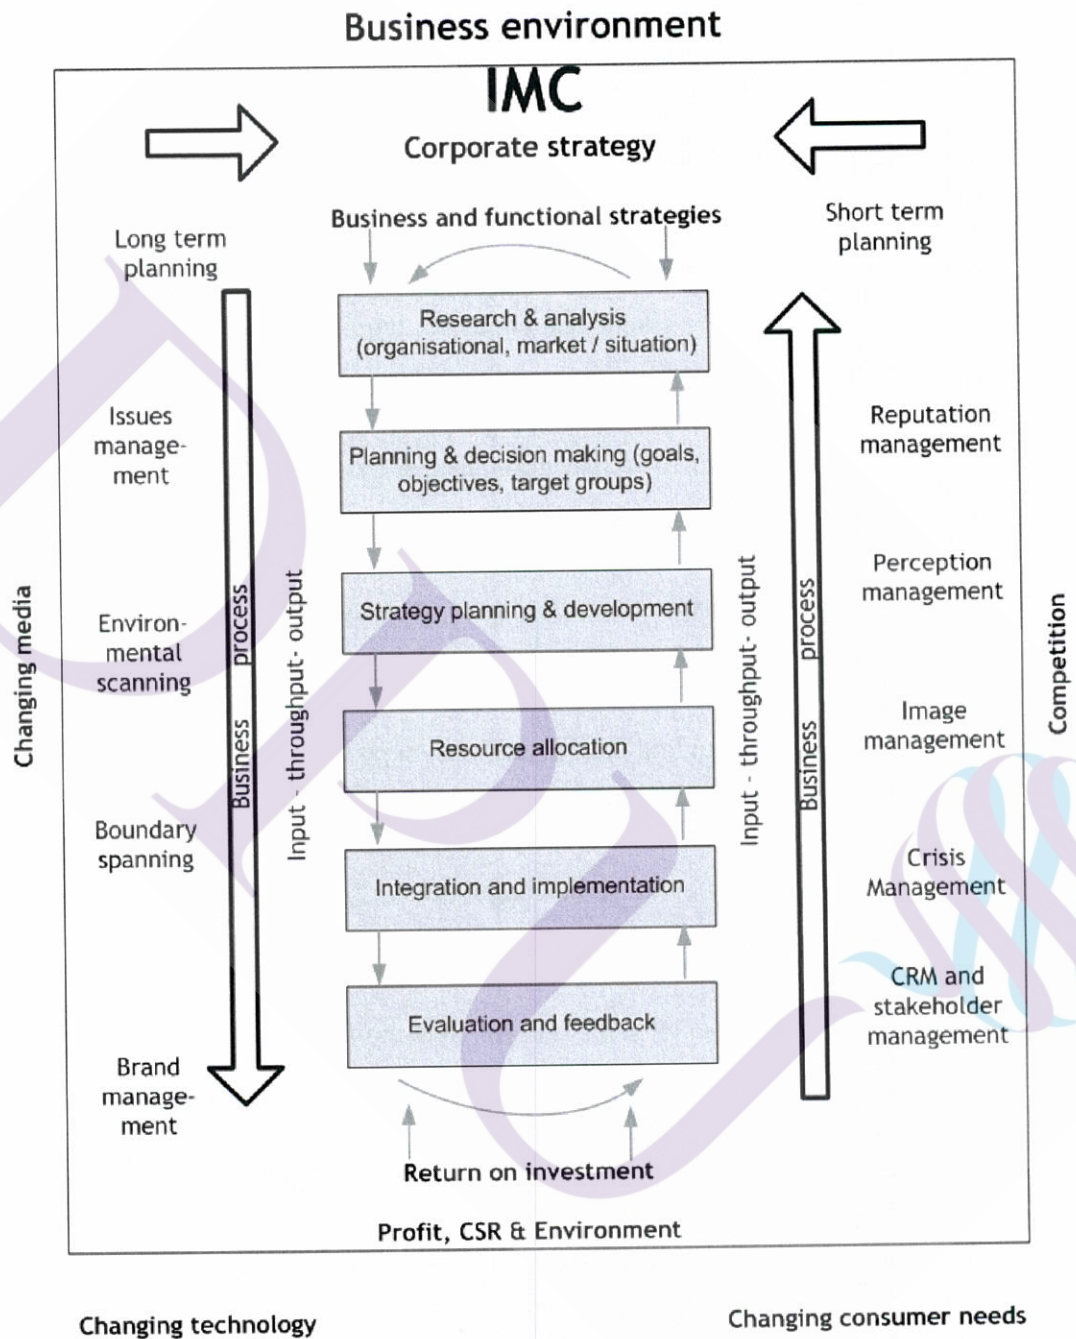 Business environment
IMC
Corporate strategy
Business and functional strategies
Long term
planning
Short term
planning
Research & analysis
(organisational, market / situation)
Issues
manage-
ment
Planning & decision making (goals,
objectives, target groups)
Reputation
management
Strategy planning & development
Perception
management
Environ-
mental
scanning
Resource allocation
Image
management
Boundary
spanning
Integration and implementation
Crisis
Management
Evaluation and feedback
CRM and
stakeholder
management
Brand
manage-
ment
Business process
Input - throughput- output
Input - throughput- output
Business process
Changing media
Competition
Return on investment
Profit, CSR & Environment
Changing technology
Changing consumer needs